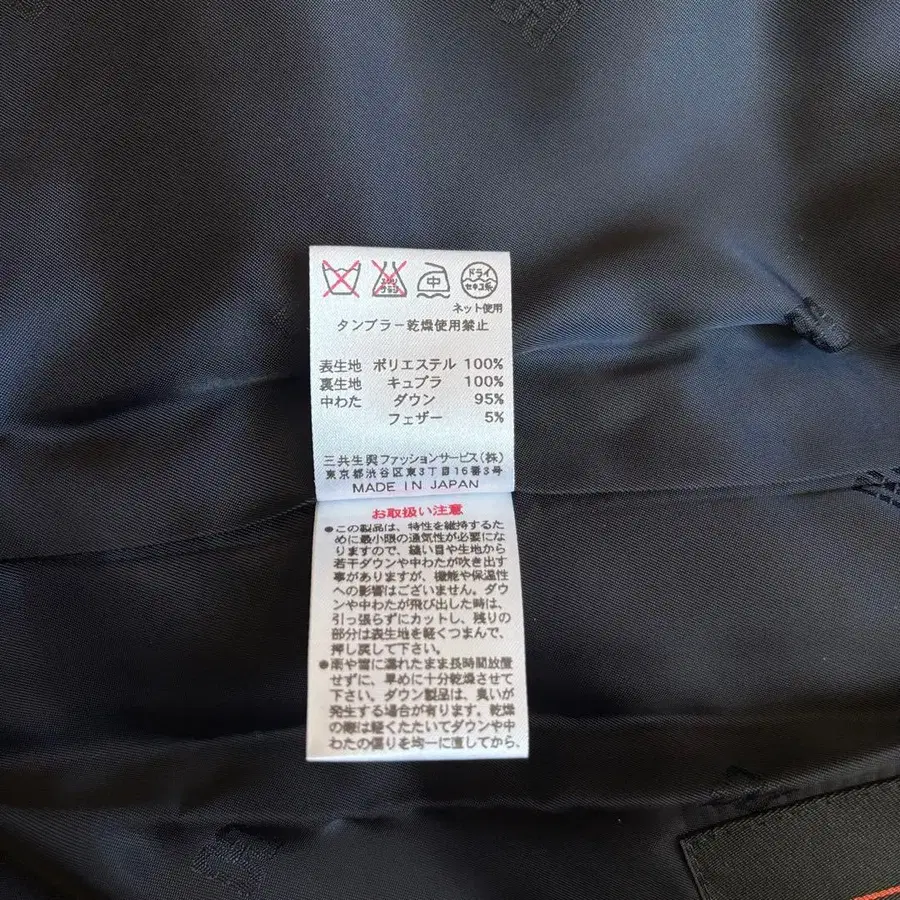 エンソ
サラシ
中
ドライ
セキユ系
ネット使用
タンブラー乾燥使用禁止
表生地 ポリエステル 100%
裏生地 キュプラ 100%
中わた ダウン 95%
フェザー 5%
三共生興ファッションサービス(株)
東京都渋谷区東3丁目16番3号
MADE IN JAPAN
お取扱い注意
●この製品は、特性を維持するた
めに最小限の通気性が必要にな
りますので、縫い目や生地から
若干ダウンや中わたが吹き出す
事がありますが、機能や保温性
への影響はございません。ダウ
ンや中わたが飛び出した時は、
引っ張らずにカットし、残りの
部分は表生地を軽くつまんで、
押し戻して下さい。
●雨や雪に濡れたまま長時間放置
せずに、早めに十分乾燥させて
下さい。ダウン製品は、臭いが
発生する場合が有ります。乾燥
の際は軽くたたいてダウンや中
わたの偏りを均一に直してから、